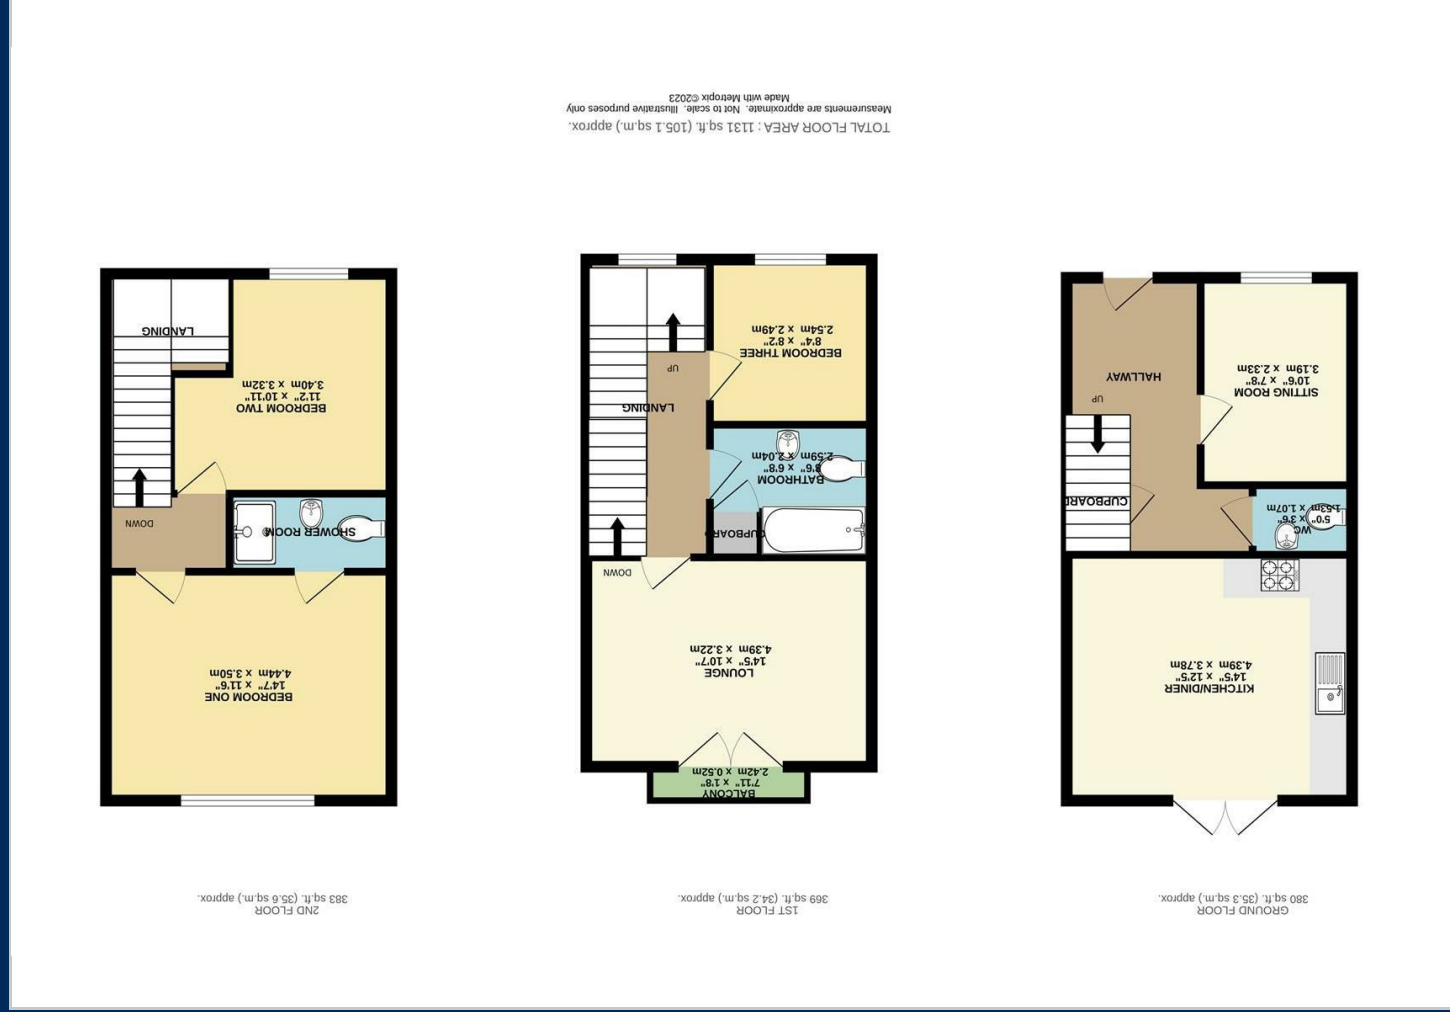 GROUND FLOOR
380 sq.ft. (35.3 sq.m.) approx.
1ST FLOOR
369 sq.ft. (34.2 sq.m.) approx.
2ND FLOOR
383 sq.ft. (35.6 sq.m.) approx.
KITCHEN/DINER
14'5" x 12'5"
4.39m x 3.78m
WC
5'0" x 3'6"
1.53m x 1.07m
CUPBOARD
UP
HALLWAY
SITTING ROOM
10'6" x 7'8"
3.19m x 2.33m
BALCONY
7'11" x 1'8"
2.42m x 0.52m
LOUNGE
14'5" x 10'7"
4.39m x 3.22m
DOWN
CUPBOARD
BATHROOM
8'6" x 6'8"
2.59m x 2.04m
LANDING
UP
BEDROOM THREE
8'4" x 8'2"
2.54m x 2.49m
BEDROOM ONE
14'7" x 11'6"
4.44m x 3.50m
SHOWER ROOM
DOWN
BEDROOM TWO
11'2" x 10'11"
3.40m x 3.32m
LANDING
TOTAL FLOOR AREA : 1131 sq.ft. (105.1 sq.m.) approx.
Measurements are approximate. Not to scale. Illustrative purposes only
Made with Metropix ©2023